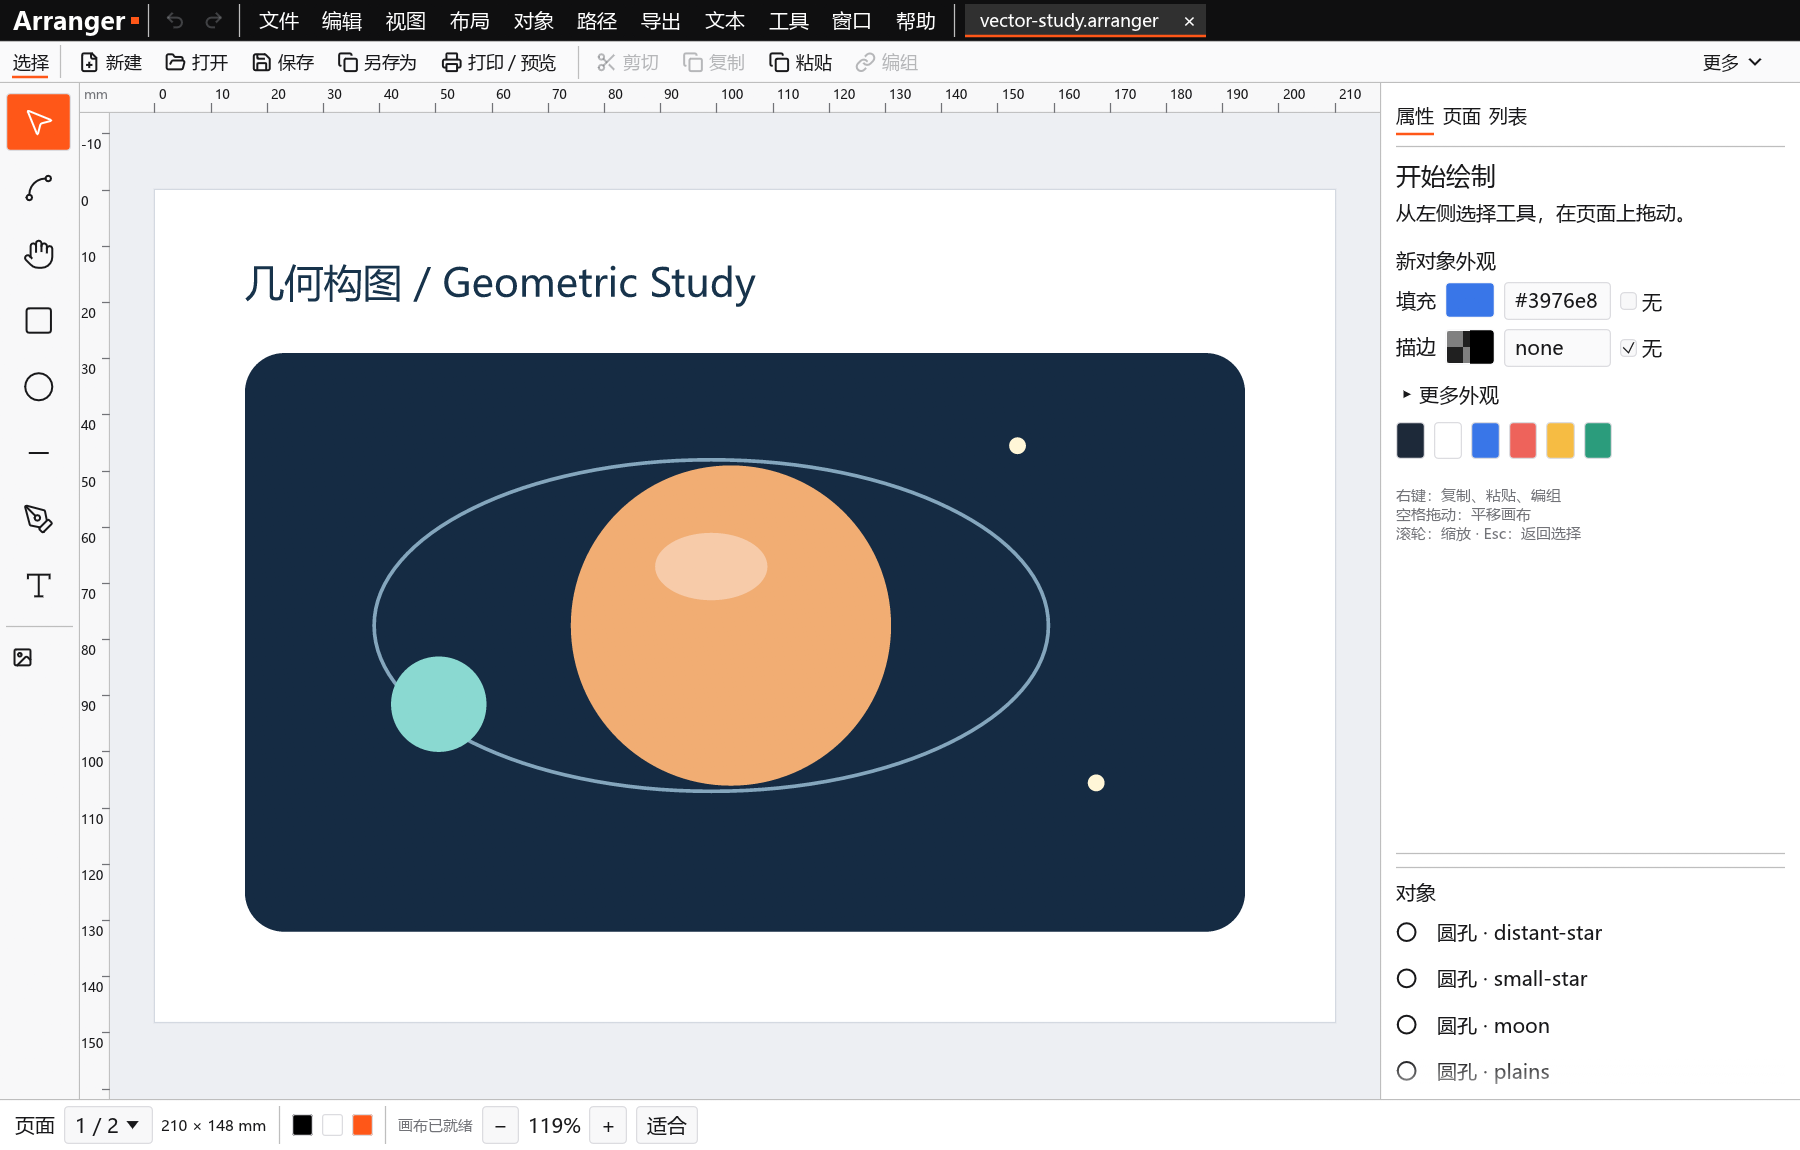 Arranger 文件 编辑 视图 布局 对象 路径 导出 文本 工具 窗口 帮助 vector-study.arranger ×
选择 新建 打开 保存 另存为 打印 / 预览 剪切 复制 粘贴 编组 更多
mm 0 10 20 30 40 50 60 70 80 90 100 110 120 130 140 150 160 170 180 190 200 210
-10
0
10
20
30
40
50
60
70
80
90
100
110
120
130
140
150
几何构图 / Geometric Study
属性 页面 列表
开始绘制
从左侧选择工具，在页面上拖动。
新对象外观
填充 #3976e8 无
描边 none 无
更多外观
右键：复制、粘贴、编组
空格拖动：平移画布
滚轮：缩放 · Esc：返回选择
对象
圆孔 · distant-star
圆孔 · small-star
圆孔 · moon
圆孔 · plains
页面 1 / 2 210 × 148 mm 画布已就绪 − 119% + 适合